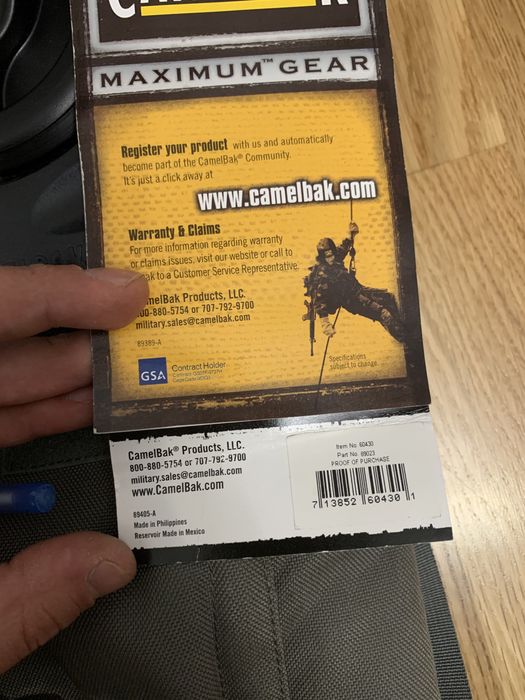 MAXIMUM™ GEAR
Register your product with us and automatically
become part of the CamelBak® Community.
It's just a click away at
www.camelbak.com
Warranty & Claims
For more information regarding warranty
or claims issues, visit our website or call to
to a Customer Service Representative.
Products, LLC.
00-880-5754 or 707-792-9700
military.sales@camelbak.com
89389-A
GSA
Contract Holder
Specifications
subject to change.
CamelBak® Products, LLC.
800-880-5754 or 707-792-9700
military.sales@camelbak.com
www.CamelBak.com
89405-A
Made in Philippines
Reservoir Made in Mexico
Item No. 60430
Part No. 89023
PROOF OF PURCHASE
7 13852 60430 1